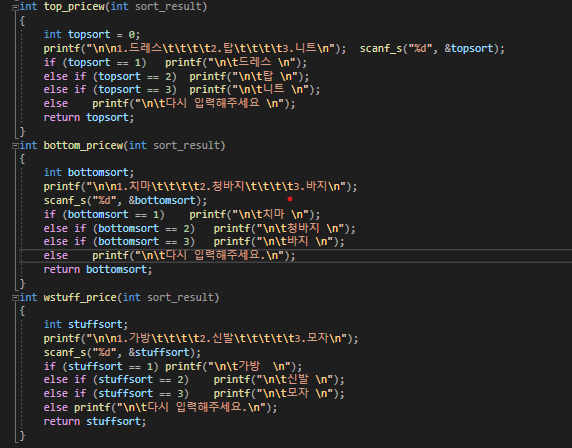 int top_pricew(int sort_result)
{
int topsort = 0;
printf("\n\n1.드레스\t\t\t\t2.탑\t\t\t\t3.니트\n"); scanf_s("%d", &topsort);
if (topsort == 1) printf("\n\t드레스 \n");
else if (topsort == 2) printf("\n\t탑 \n");
else if (topsort == 3) printf("\n\t니트 \n");
else printf("\n\t다시 입력해주세요 \n");
return topsort;
}
int bottom_pricew(int sort_result)
{
int bottomsort;
printf("\n\n1.치마\t\t\t\t2.청바지\t\t\t\t3.바지\n");
scanf_s("%d", &bottomsort);
if (bottomsort == 1) printf("\n\t치마 \n");
else if (bottomsort == 2) printf("\n\t청바지 \n");
else if (bottomsort == 3) printf("\n\t바지 \n");
else printf("\n\t다시 입력해주세요.\n");
return bottomsort;
}
int wstuff_price(int sort_result)
{
int stuffsort;
printf("\n\n1.가방\t\t\t\t2.신발\t\t\t\t\t3.모자\n");
scanf_s("%d", &stuffsort);
if (stuffsort == 1) printf("\n\t가방  \n");
else if (stuffsort == 2) printf("\n\t신발 \n");
else if (stuffsort == 3) printf("\n\t모자 \n");
else printf("\n\t다시 입력해주세요.\n");
return stuffsort;
}